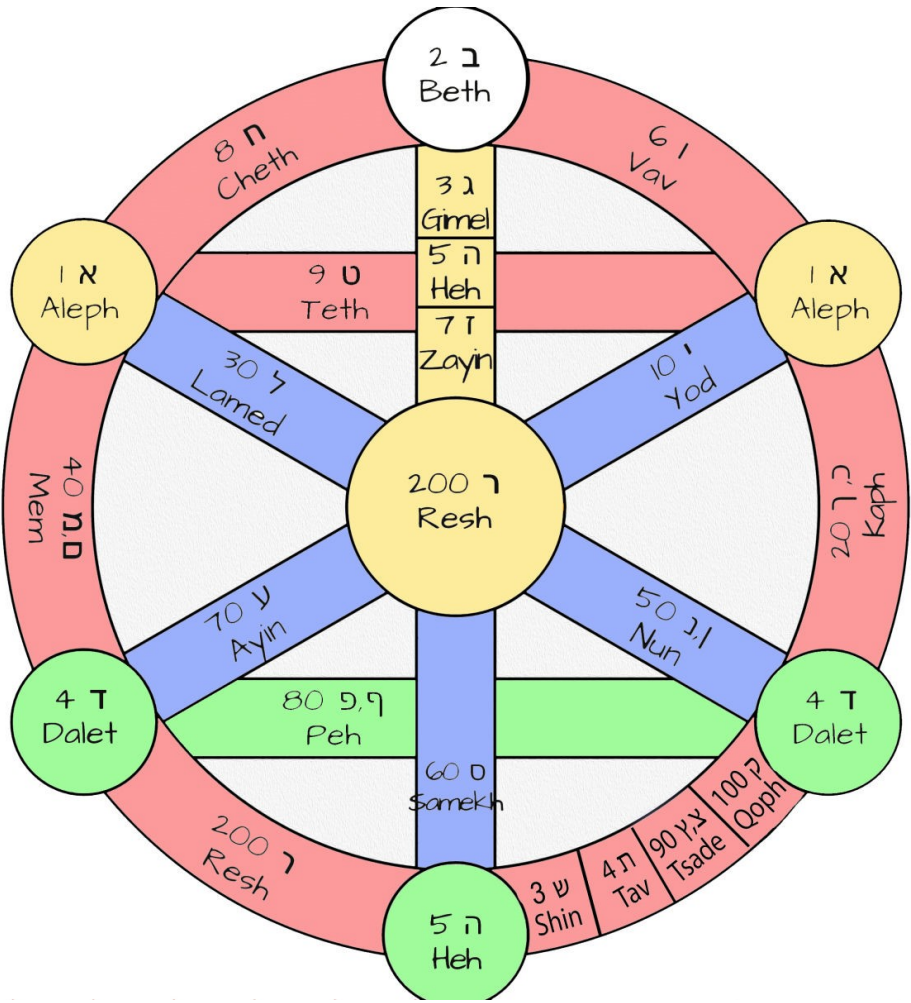 2 ב
Beth
8 ח
Cheth
6 ו
Vav
3 ג
Gimel
א 1
Aleph
9 ט
Teth
5 ה
Heh
א 1
Aleph
7 ז
Zayin
30 ל
Lamed
10 י
Yod
200 ר
Resh
40 מ,ם
Mem
20 כ,ך
Kaph
70 ע
Ayin
50 נ,ן
Nun
4 ד
Dalet
80 פ,ף
Peh
4 ד
Dalet
60 ס
Samekh
200 ר
Resh
5 ה
Heh
3 ש
Shin
4 ת
Tav
90 צ,ץ
Tsade
100 ק
Qoph